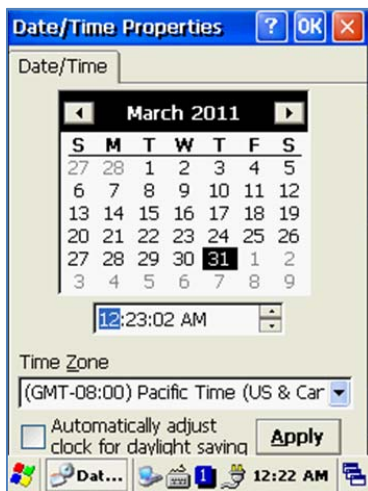 Date/Time Properties ? OK ×
Date/Time
March 2011
S M T W T F S
27 28 1 2 3 4 5
6 7 8 9 10 11 12
13 14 15 16 17 18 19
20 21 22 23 24 25 26
27 28 29 30 31 1 2
3 4 5 6 7 8 9
12:23:02 AM
Time Zone
(GMT-08:00) Pacific Time (US & Car
Automatically adjust
clock for daylight saving
Apply
Dat... 1 12:22 AM